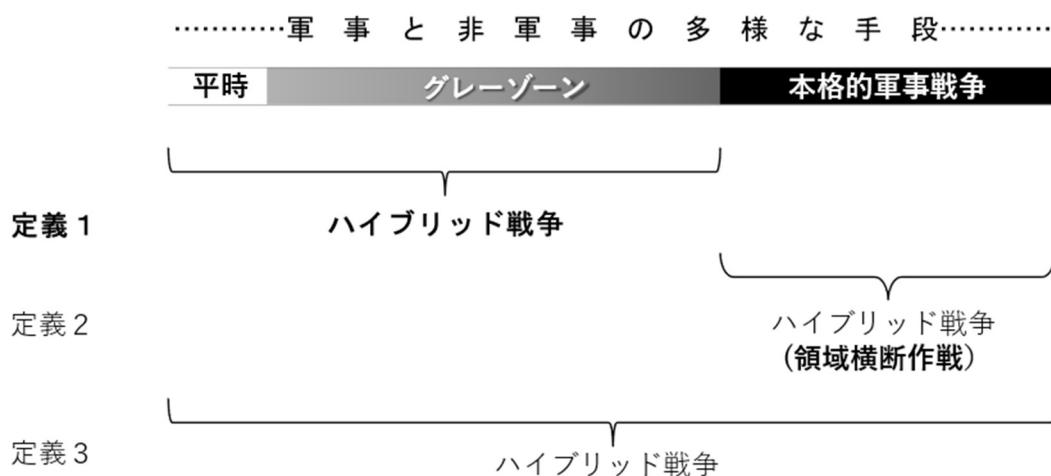 …………軍事と非軍事の多様な手段…………
平時 グレーゾーン 本格的軍事戦争
定義1 ハイブリッド戦争
定義2 ハイブリッド戦争
(領域横断作戦)
定義3 ハイブリッド戦争